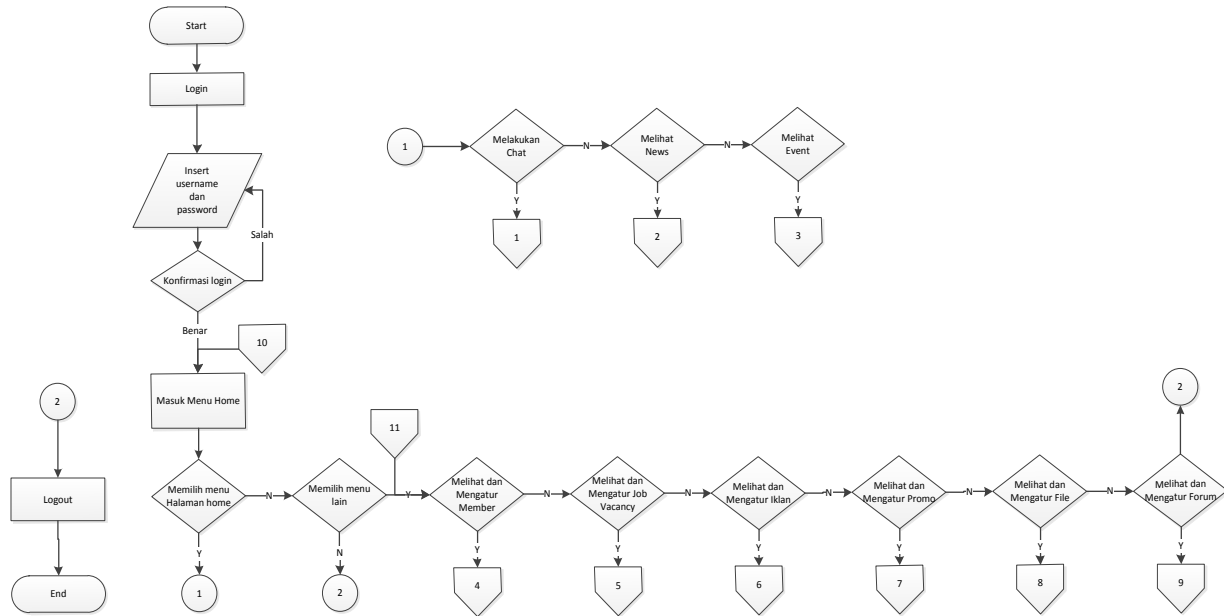 Start
Login
Insert
username
dan
password
Salah
Konfirmasi login
Benar
10
Masuk Menu Home
Memilih menu
Halaman home
N
Y
1
Memilih menu
lain
N
2
11
Y
Melihat dan
Mengatur
Member
Y
4
N
Melihat dan
Mengatur Job
Vacancy
Y
5
N
Melihat dan
Mengatur Iklan
Y
6
N
Melihat dan
Mengatur Promo
Y
7
N
Melihat dan
Mengatur File
Y
8
N
Melihat dan
Mengatur Forum
Y
9
2
1
Melakukan
Chat
Y
1
N
Melihat
News
Y
2
N
Melihat
Event
Y
3
2
Logout
End